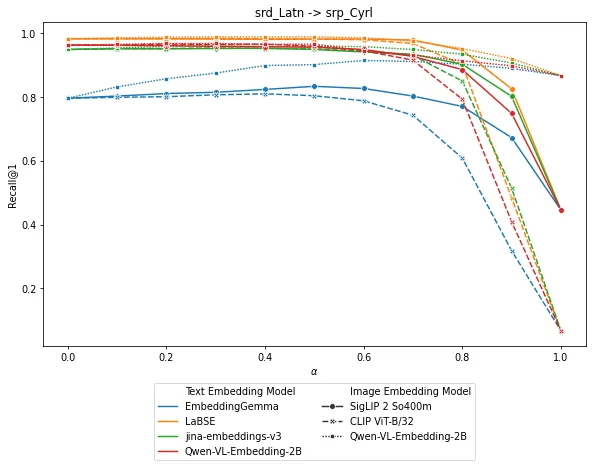 srd_Latn -> srp_Cyrl
1.0
0.8
0.6
0.4
0.2
Recall@1
0.0 0.2 0.4 0.6 0.8 1.0
α
Text Embedding Model Image Embedding Model
EmbeddingGemma SigLIP 2 So400m
LaBSE CLIP ViT-B/32
jina-embeddings-v3 Qwen-VL-Embedding-2B
Qwen-VL-Embedding-2B